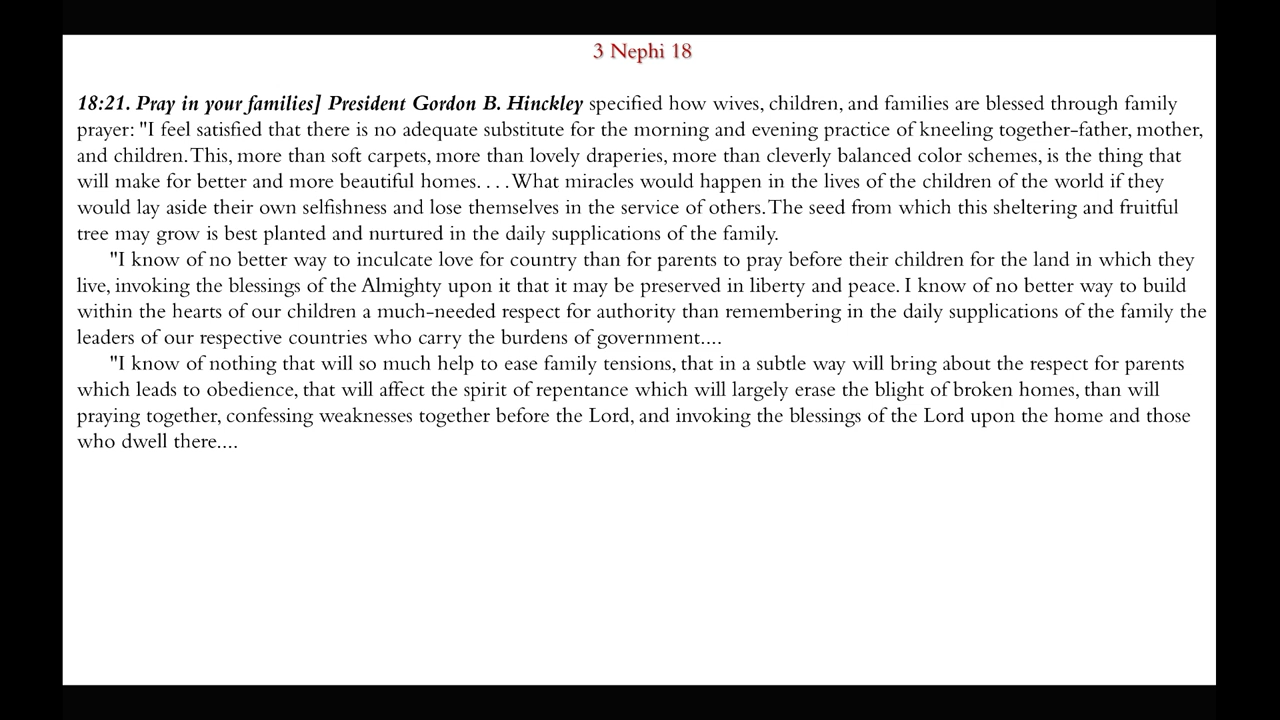 3 Nephi 18
18:21. Pray in your families] President Gordon B. Hinckley specified how wives, children, and families are blessed through family
prayer: "I feel satisfied that there is no adequate substitute for the morning and evening practice of kneeling together-father, mother,
and children. This, more than soft carpets, more than lovely draperies, more than cleverly balanced color schemes, is the thing that
will make for better and more beautiful homes. . . . What miracles would happen in the lives of the children of the world if they
would lay aside their own selfishness and lose themselves in the service of others. The seed from which this sheltering and fruitful
tree may grow is best planted and nurtured in the daily supplications of the family.
"I know of no better way to inculcate love for country than for parents to pray before their children for the land in which they
live, invoking the blessings of the Almighty upon it that it may be preserved in liberty and peace. I know of no better way to build
within the hearts of our children a much-needed respect for authority than remembering in the daily supplications of the family the
leaders of our respective countries who carry the burdens of government....
"I know of nothing that will so much help to ease family tensions, that in a subtle way will bring about the respect for parents
which leads to obedience, that will affect the spirit of repentance which will largely erase the blight of broken homes, than will
praying together, confessing weaknesses together before the Lord, and invoking the blessings of the Lord upon the home and those
who dwell there....